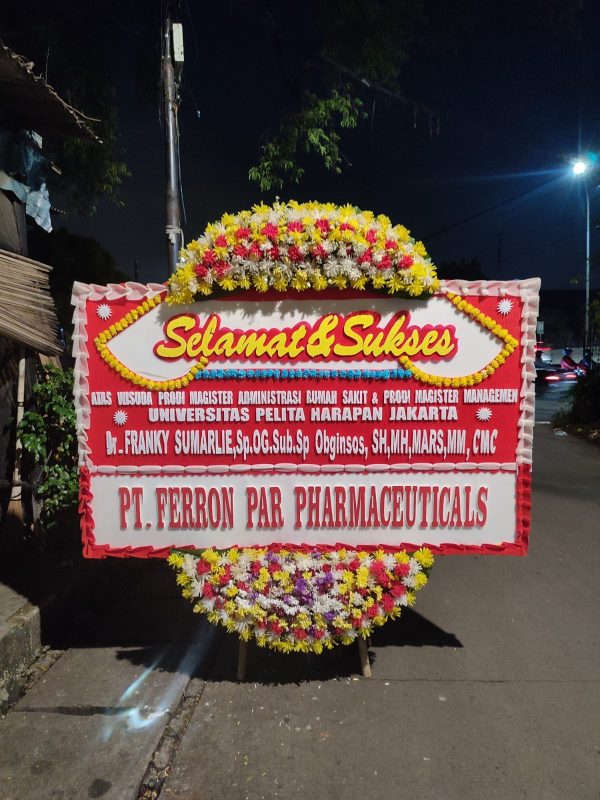 Selamat & Sukses
ATAS WISUDA PRODI MAGISTER ADMINISTRASI RUMAH SAKIT & PRODI MAGISTER MANAGEMEN
UNIVERSITAS PELITA HARAPAN JAKARTA
Dr. FRANKY SUMARLIE,Sp.OG.Sub.Sp Obginsos, SH,MH,MARS,MM, CMC
PT. FERRON PAR PHARMACEUTICALS